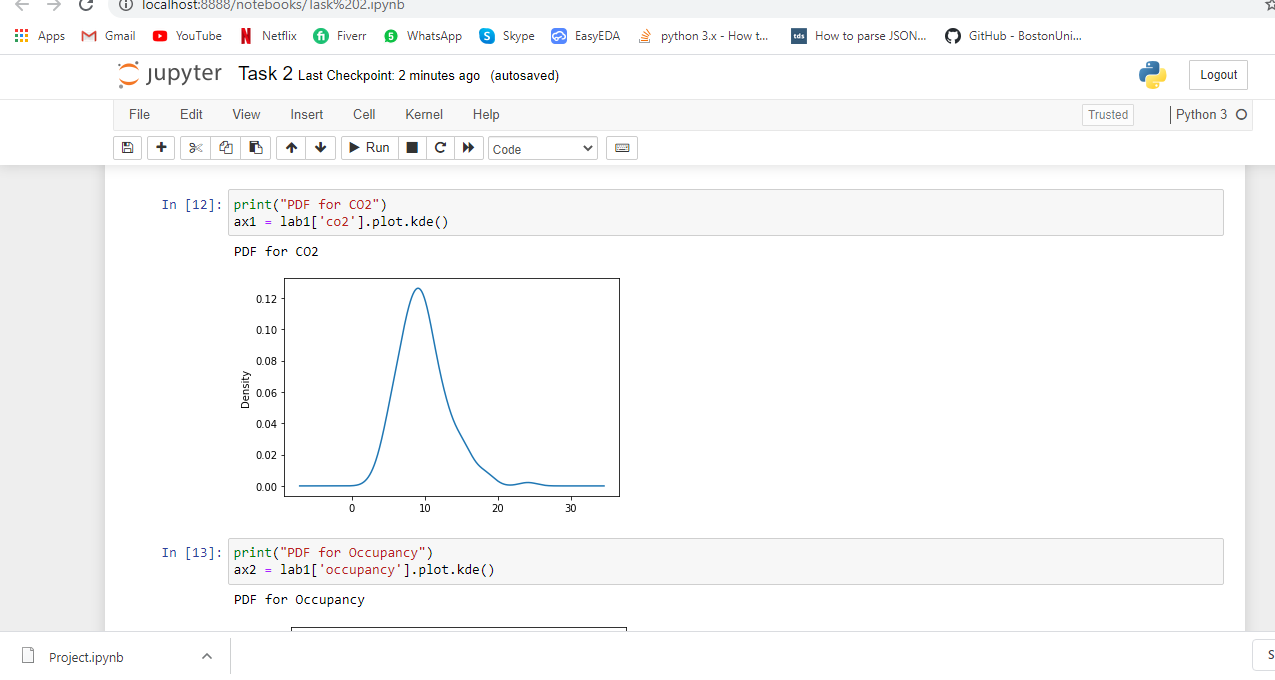 localhost:8888/notebooks/Task%202.ipynb
Apps Gmail YouTube Netflix Fiverr WhatsApp Skype EasyEDA python 3.x - How t... How to parse JSON... GitHub - BostonUni...
jupyter Task 2 Last Checkpoint: 2 minutes ago (autosaved) Logout
File Edit View Insert Cell Kernel Help Trusted Python 3
Run Code
In [12]: print("PDF for CO2")
ax1 = lab1['co2'].plot.kde()
PDF for CO2
0.12
0.10
0.08
0.06
0.04
0.02
0.00
Density
0 10 20 30
In [13]: print("PDF for Occupancy")
ax2 = lab1['occupancy'].plot.kde()
PDF for Occupancy
Project.ipynb
S